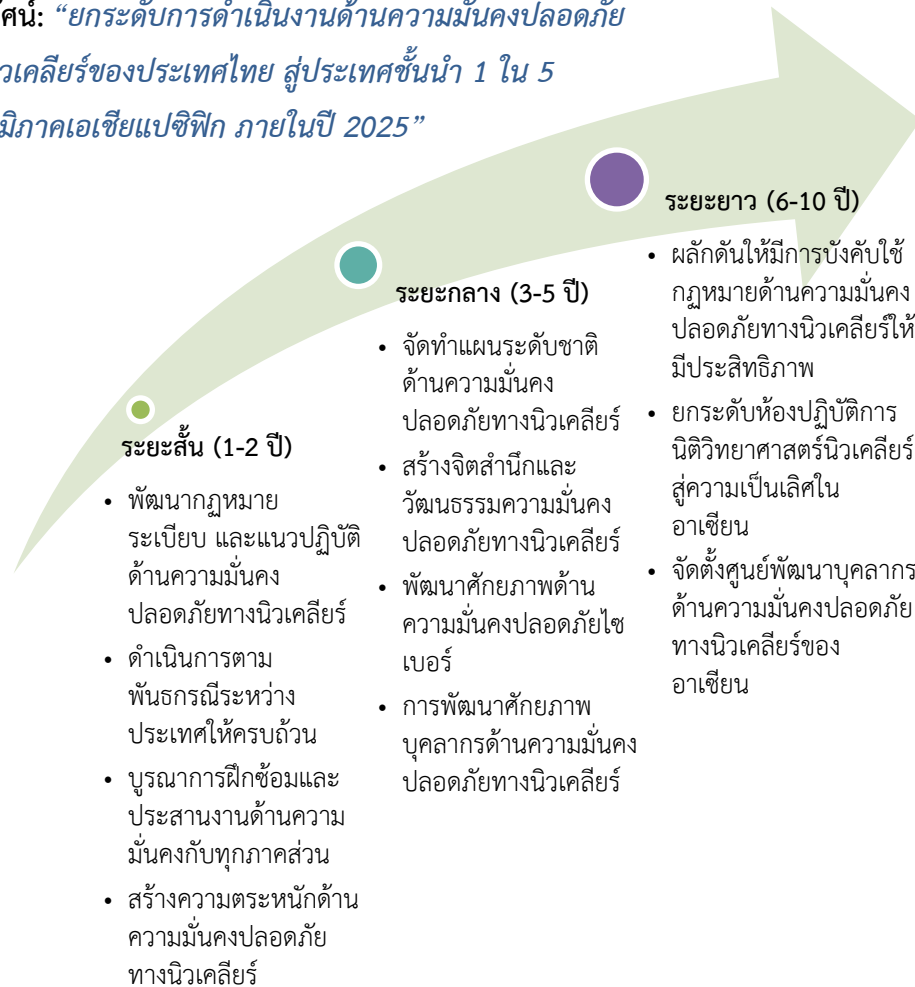 ศน์: “ยกระดับการดำเนินงานด้านความมั่นคงปลอดภัย
วเคลียร์ของประเทศไทย สู่ประเทศชั้นนำ 1 ใน 5
มิภาคเอเชียแปซิฟิก ภายในปี 2025”
ระยะสั้น (1-2 ปี)
• พัฒนากฎหมาย
ระเบียบ และแนวปฏิบัติ
ด้านความมั่นคง
ปลอดภัยทางนิวเคลียร์
• ดำเนินการตาม
พันธกรณีระหว่าง
ประเทศให้ครบถ้วน
• บูรณาการฝึกซ้อมและ
ประสานงานด้านความ
มั่นคงกับทุกภาคส่วน
• สร้างความตระหนักด้าน
ความมั่นคงปลอดภัย
ทางนิวเคลียร์
ระยะกลาง (3-5 ปี)
• จัดทำแผนระดับชาติ
ด้านความมั่นคง
ปลอดภัยทางนิวเคลียร์
• สร้างจิตสำนึกและ
วัฒนธรรมความมั่นคง
ปลอดภัยทางนิวเคลียร์
• พัฒนาศักยภาพด้าน
ความมั่นคงปลอดภัยไซ
เบอร์
• การพัฒนาศักยภาพ
บุคลากรด้านความมั่นคง
ปลอดภัยทางนิวเคลียร์
ระยะยาว (6-10 ปี)
• ผลักดันให้มีการบังคับใช้
กฎหมายด้านความมั่นคง
ปลอดภัยทางนิวเคลียร์ให้
มีประสิทธิภาพ
• ยกระดับห้องปฏิบัติการ
นิติวิทยาศาสตร์นิวเคลียร์
สู่ความเป็นเลิศใน
อาเซียน
• จัดตั้งศูนย์พัฒนาบุคลากร
ด้านความมั่นคงปลอดภัย
ทางนิวเคลียร์ของ
อาเซียน